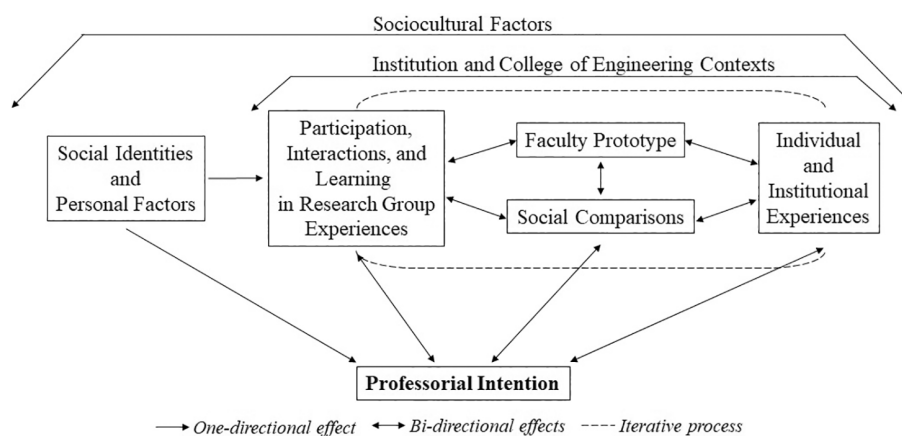 Sociocultural Factors
Institution and College of Engineering Contexts
Social Identities
and
Personal Factors
Participation,
Interactions, and
Learning
in Research Group
Experiences
Faculty Prototype
Social Comparisons
Individual
and
Institutional
Experiences
Professorial Intention
One-directional effect
Bi-directional effects
Iterative process